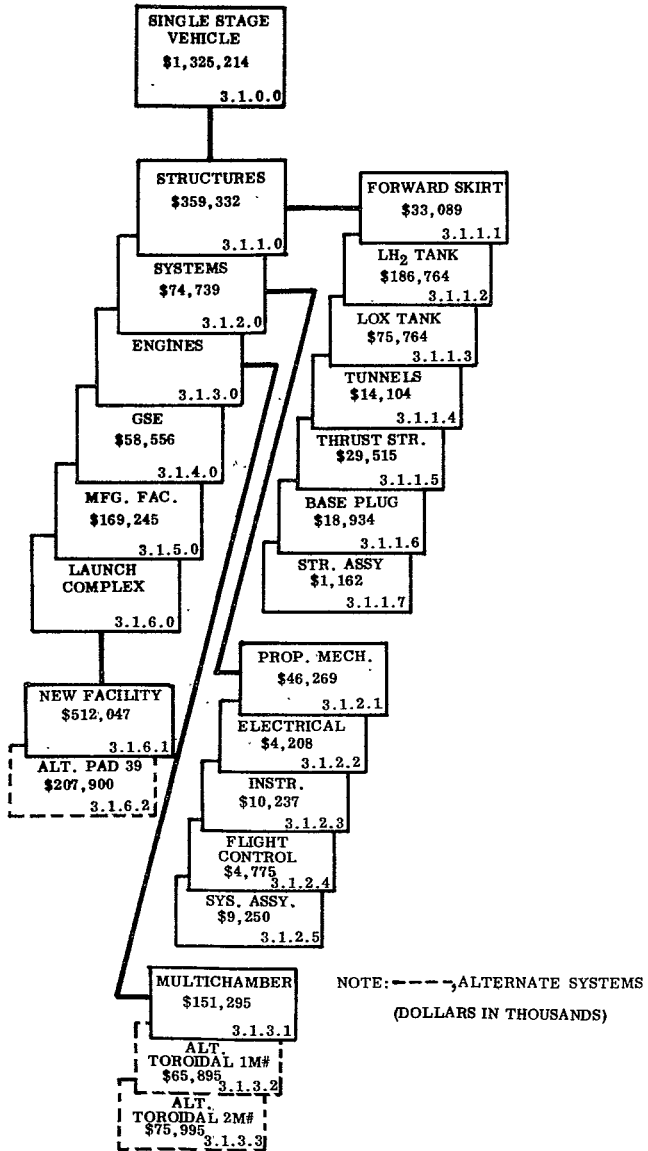 SINGLE STAGE
VEHICLE
$1,325,214
3.1.0.0
STRUCTURES
$359,332
3.1.1.0
SYSTEMS
$74,739
3.1.2.0
ENGINES
3.1.3.0
GSE
$58,556
3.1.4.0
MFG. FAC.
$169,245
3.1.5.0
LAUNCH
COMPLEX
3.1.6.0
NEW FACILITY
$512,047
3.1.6.1
ALT. PAD 39
$207,900
3.1.6.2
FORWARD SKIRT
$33,089
3.1.1.1
LH2 TANK
$186,764
3.1.1.2
LOX TANK
$75,764
3.1.1.3
TUNNELS
$14,104
3.1.1.4
THRUST STR.
$29,515
3.1.1.5
BASE PLUG
$18,934
3.1.1.6
STR. ASSY
$1,162
3.1.1.7
PROP. MECH.
$46,269
3.1.2.1
ELECTRICAL
$4,208
3.1.2.2
INSTR.
$10,237
3.1.2.3
FLIGHT
CONTROL
$4,775
3.1.2.4
SYS. ASSY.
$9,250
3.1.2.5
MULTICHAMBER
$151,295
3.1.3.1
ALT.
TOROIDAL 1M#
$65,895
3.1.3.2
ALT.
TOROIDAL 2M#
$75,995
3.1.3.3
NOTE: ----, ALTERNATE SYSTEMS
(DOLLARS IN THOUSANDS)